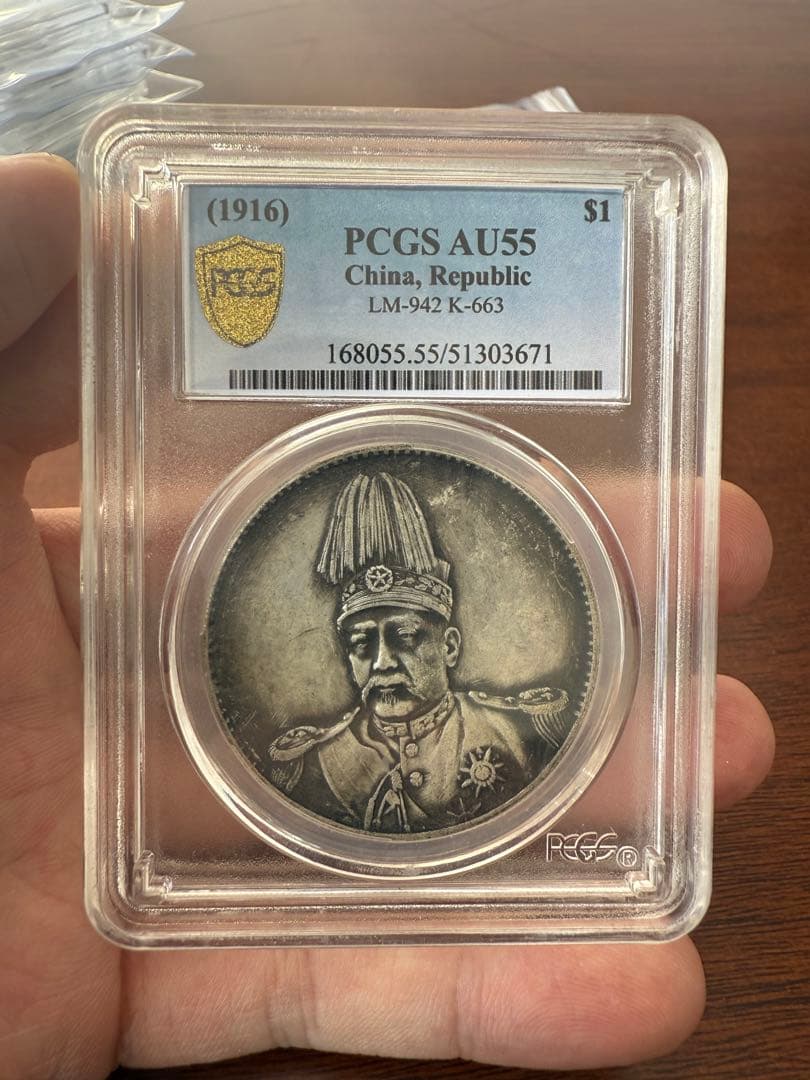 (1916) $1
PCGS AU55
PCGS
China, Republic
LM-942 K-663
168055.55/51303671
PCGS®